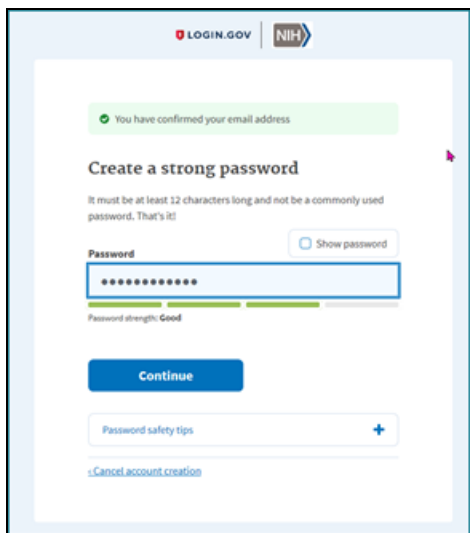 LOGIN.GOV NIH
You have confirmed your email address
Create a strong password
It must be at least 12 characters long and not be a commonly used
password. That's it!
Show password
Password
••••••••••••
Password strength: Good
Continue
Password safety tips +
‹ Cancel account creation